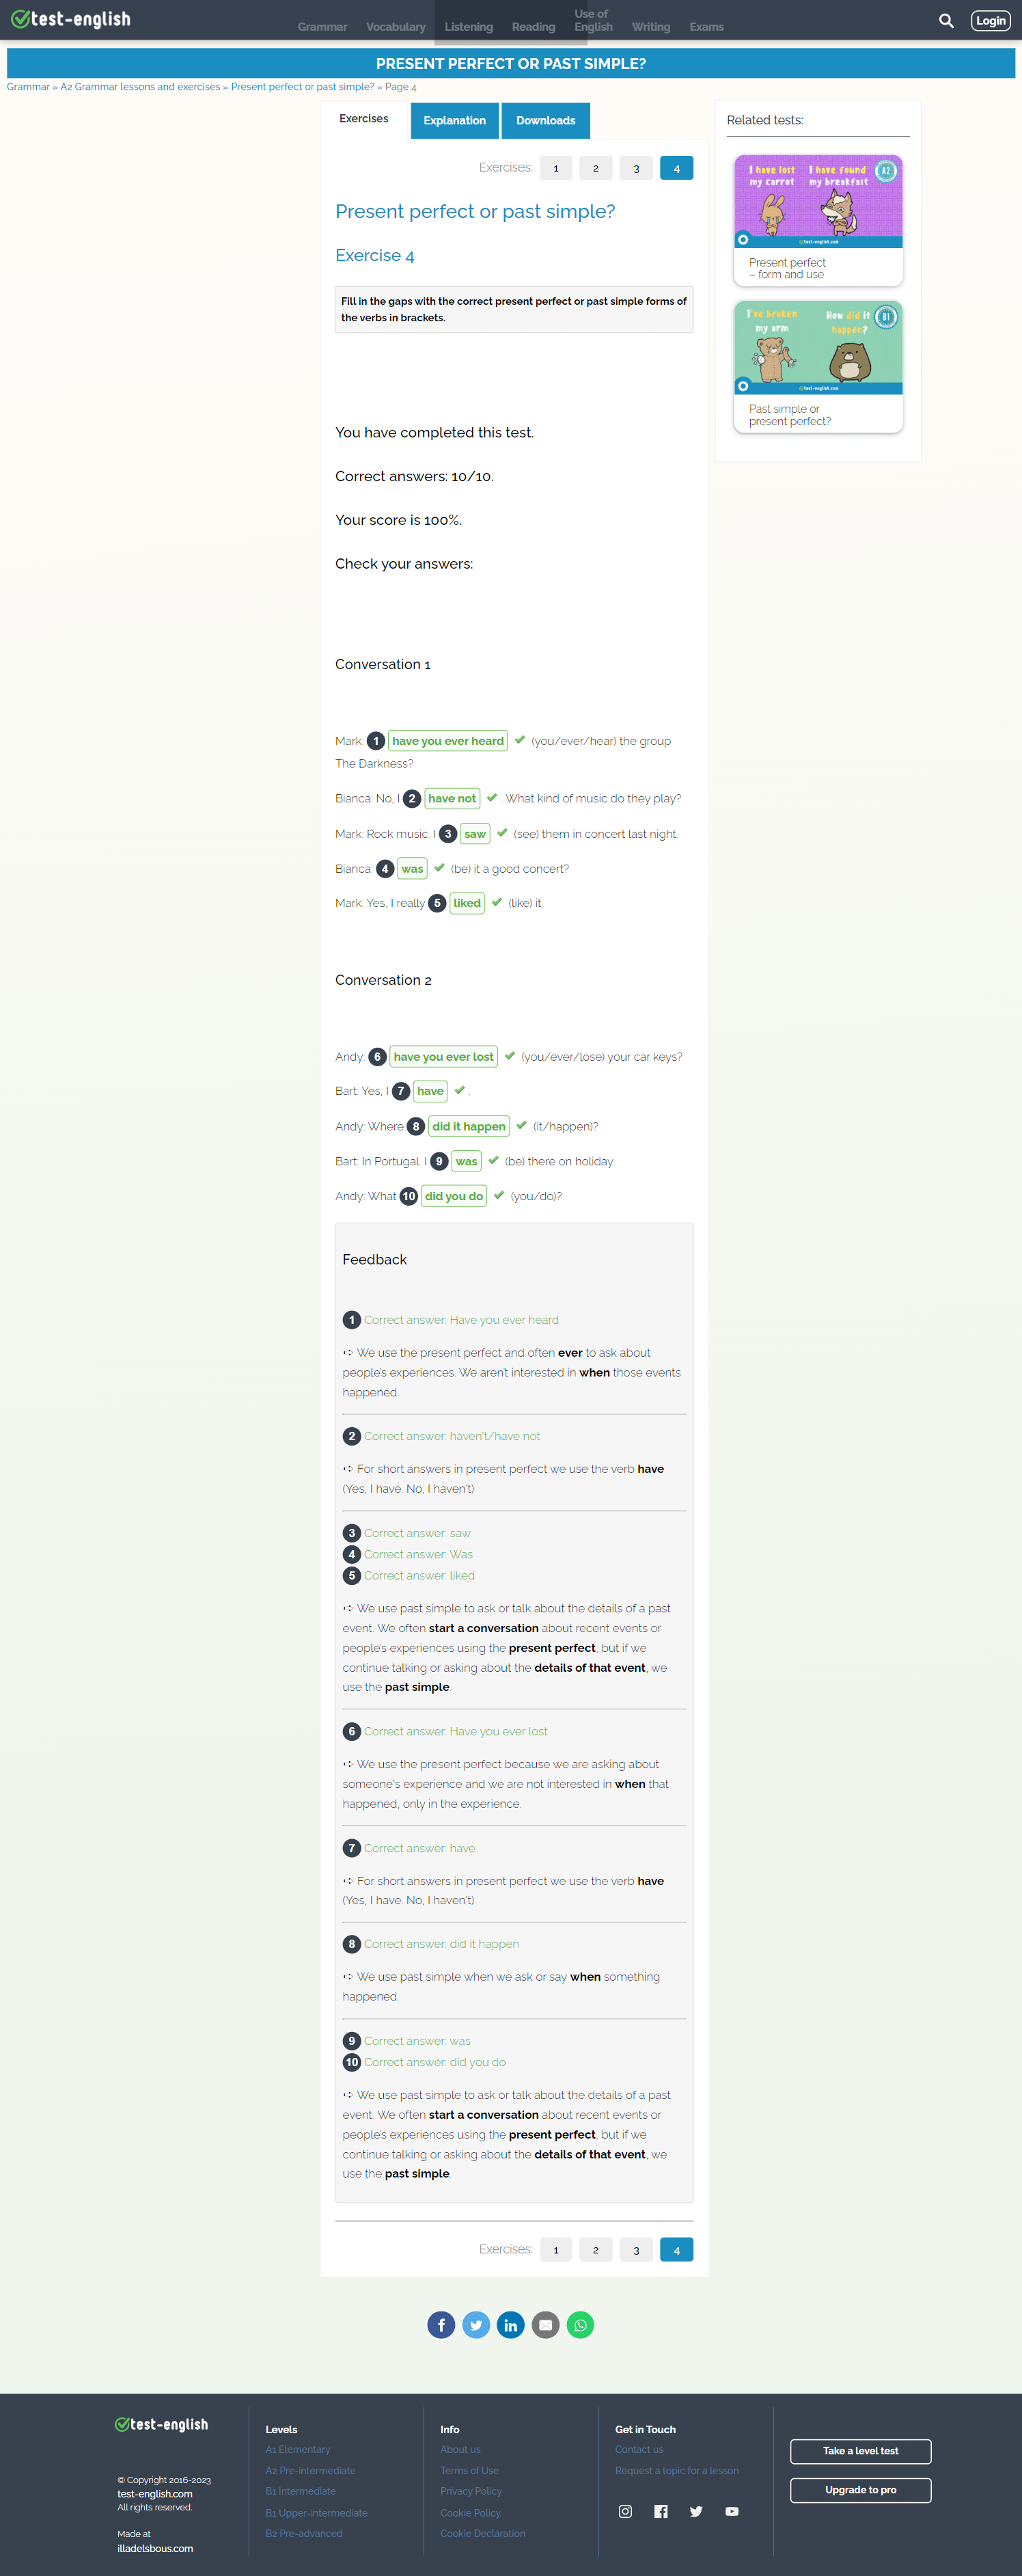 test-english
Grammar Vocabulary Listening Reading Use of English Writing Exams
Login
PRESENT PERFECT OR PAST SIMPLE?
Grammar » A2 Grammar lessons and exercises » Present perfect or past simple? » Page 4
Exercises Explanation Downloads
Exercises: 1 2 3 4
Present perfect or past simple?
Exercise 4
Fill in the gaps with the correct present perfect or past simple forms of
the verbs in brackets.
You have completed this test.
Correct answers: 10/10.
Your score is 100%.
Check your answers:
Conversation 1
Mark: 1 have you ever heard (you/ever/hear) the group
The Darkness?
Bianca: No, I 2 have not . What kind of music do they play?
Mark: Rock music. I 3 saw (see) them in concert last night.
Bianca: 4 was (be) it a good concert?
Mark: Yes, I really 5 liked (like) it.
Conversation 2
Andy: 6 have you ever lost (you/ever/lose) your car keys?
Bart: Yes, I 7 have .
Andy: Where 8 did it happen (it/happen)?
Bart: In Portugal. I 9 was (be) there on holiday.
Andy: What 10 did you do (you/do)?
Feedback
1 Correct answer: Have you ever heard
➪ We use the present perfect and often ever to ask about
people's experiences. We aren't interested in when those events
happened.
2 Correct answer: haven't/have not
➪ For short answers in present perfect we use the verb have
(Yes, I have. No, I haven't)
3 Correct answer: saw
4 Correct answer: Was
5 Correct answer: liked
➪ We use past simple to ask or talk about the details of a past
event. We often start a conversation about recent events or
people's experiences using the present perfect, but if we
continue talking or asking about the details of that event, we
use the past simple.
6 Correct answer: Have you ever lost
➪ We use the present perfect because we are asking about
someone's experience and we are not interested in when that
happened, only in the experience.
7 Correct answer: have
➪ For short answers in present perfect we use the verb have
(Yes, I have. No, I haven't)
8 Correct answer: did it happen
➪ We use past simple when we ask or say when something
happened.
9 Correct answer: was
10 Correct answer: did you do
➪ We use past simple to ask or talk about the details of a past
event. We often start a conversation about recent events or
people's experiences using the present perfect, but if we
continue talking or asking about the details of that event, we
use the past simple.
Exercises: 1 2 3 4
Related tests:
I have lost my carrot
I have found my breakfast
A2
test-english.com
Present perfect
– form and use
I've broken my arm
How did it happen?
B1
test-english.com
Past simple or
present perfect?
test-english
© Copyright 2016-2023
test-english.com
All rights reserved.
Made at
illadelsbous.com
Levels
A1 Elementary
A2 Pre-intermediate
B1 Intermediate
B1 Upper-intermediate
B2 Pre-advanced
Info
About us
Terms of Use
Privacy Policy
Cookie Policy
Cookie Declaration
Get in Touch
Contact us
Request a topic for a lesson
Take a level test
Upgrade to pro